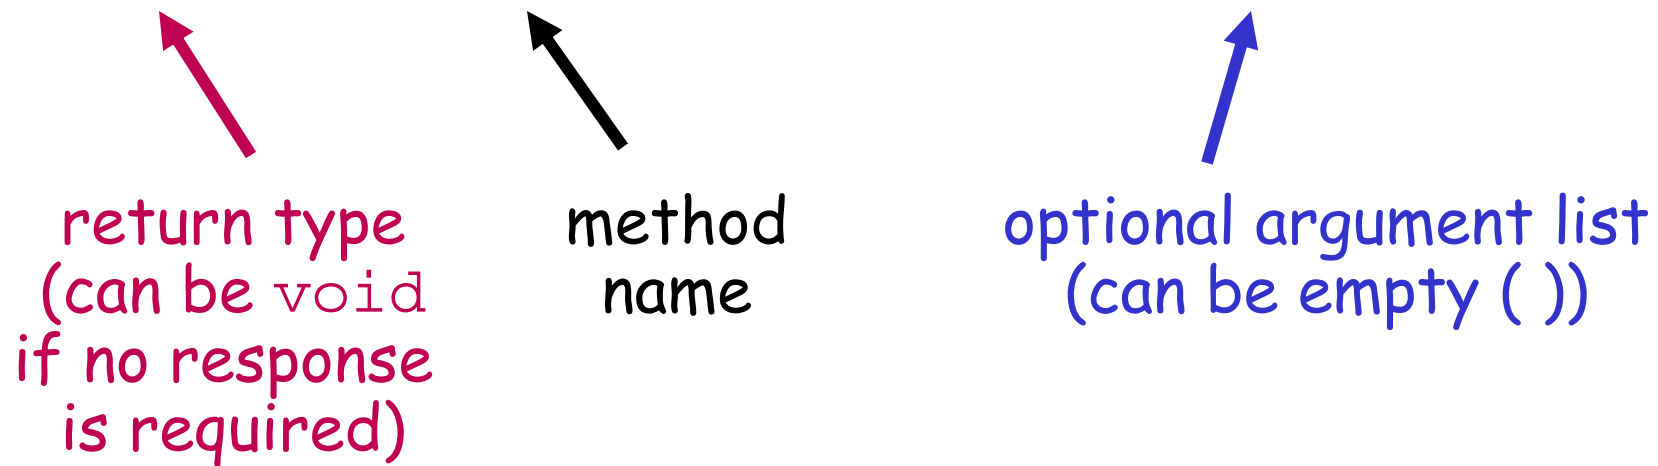 return type
(can be void
if no response
is required)
method
name
optional argument list
(can be empty ( ))